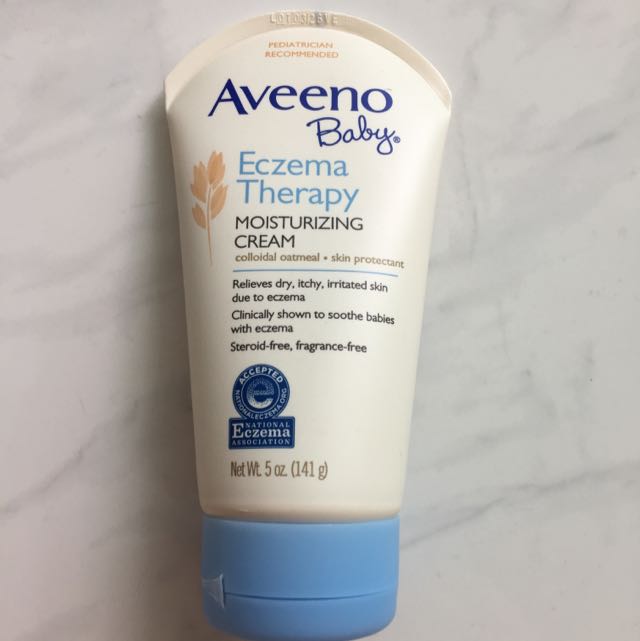 PEDIATRICIAN
RECOMMENDED
Aveeno
Baby®
Eczema
Therapy
MOISTURIZING
CREAM
colloidal oatmeal • skin protectant
Relieves dry, itchy, irritated skin
due to eczema
Clinically shown to soothe babies
with eczema
Steroid-free, fragrance-free
ACCEPTED
NATIONALECZEMA.ORG
NATIONAL
Eczema
ASSOCIATION
Net Wt. 5 oz. (141 g)